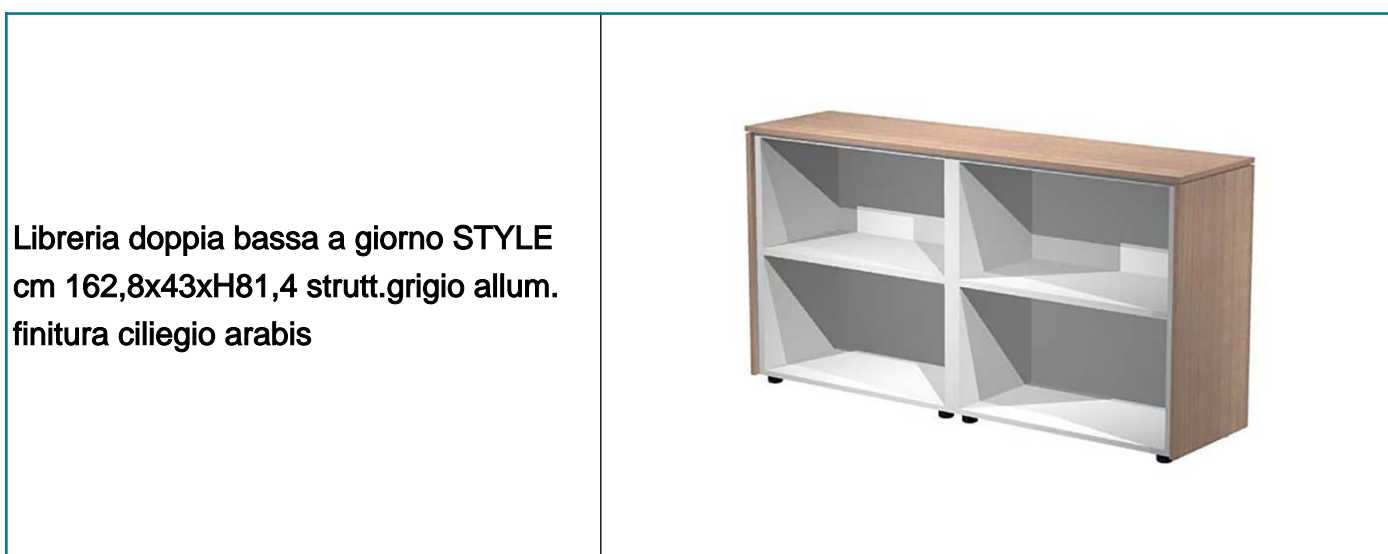 Libreria doppia bassa a giorno STYLE
cm 162,8x43xH81,4 strutt.grigio allum.
finitura ciliegio arabis